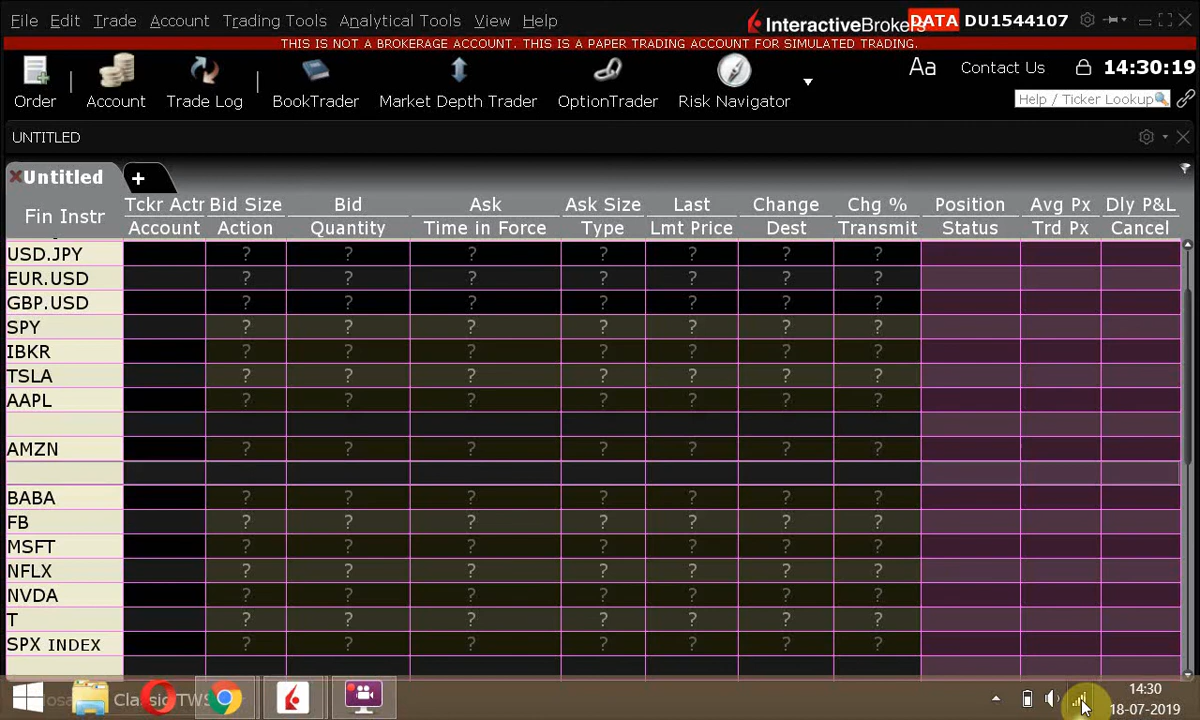 File Edit Trade Account Trading Tools Analytical Tools View Help InteractiveBrokers DATA DU1544107
THIS IS NOT A BROKERAGE ACCOUNT. THIS IS A PAPER TRADING ACCOUNT FOR SIMULATED TRADING.
Order Account Trade Log BookTrader Market Depth Trader OptionTrader Risk Navigator Aa Contact Us 14:30:19
Help / Ticker Lookup
UNTITLED
Untitled +
Fin Instr
Tckr Actr Bid Size Bid Ask Ask Size Last Change Chg % Position Avg Px Dly P&L
Account Action Quantity Time in Force Type Lmt Price Dest Transmit Status Trd Px Cancel
USD.JPY ? ? ? ? ? ? ?
EUR.USD ? ? ? ? ? ? ?
GBP.USD ? ? ? ? ? ? ?
SPY ? ? ? ? ? ? ?
IBKR ? ? ? ? ? ? ?
TSLA ? ? ? ? ? ? ?
AAPL ? ? ? ? ? ? ?
AMZN ? ? ? ? ? ? ?
BABA ? ? ? ? ? ? ?
FB ? ? ? ? ? ? ?
MSFT ? ? ? ? ? ? ?
NFLX ? ? ? ? ? ? ?
NVDA ? ? ? ? ? ? ?
T ? ? ? ? ? ? ?
SPX INDEX ? ? ? ? ? ? ?
Classic TWS
14:30
18-07-2019